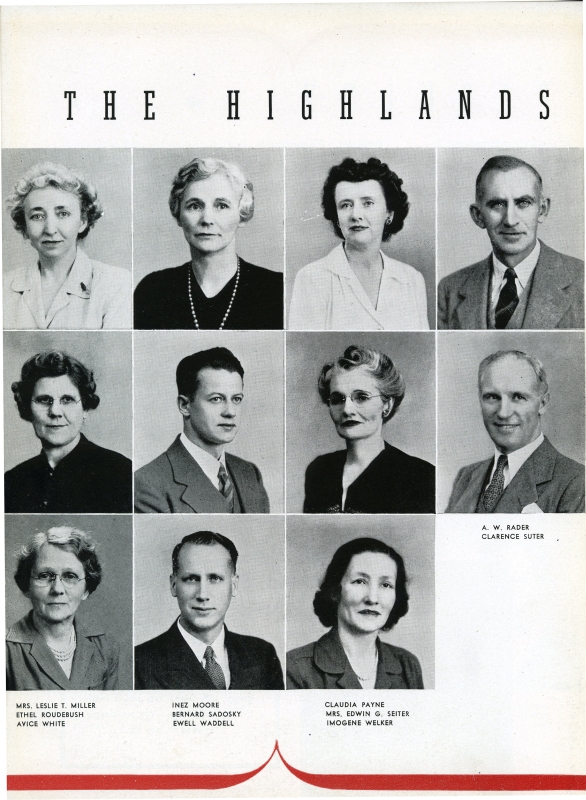 THE HIGHLANDS
A. W. RADER
CLARENCE SUTER
MRS. LESLIE T. MILLER
ETHEL ROUDEBUSH
AVICE WHITE
INEZ MOORE
BERNARD SADOSKY
EWELL WADDELL
CLAUDIA PAYNE
MRS. EDWIN G. SEITER
IMOGENE WELKER